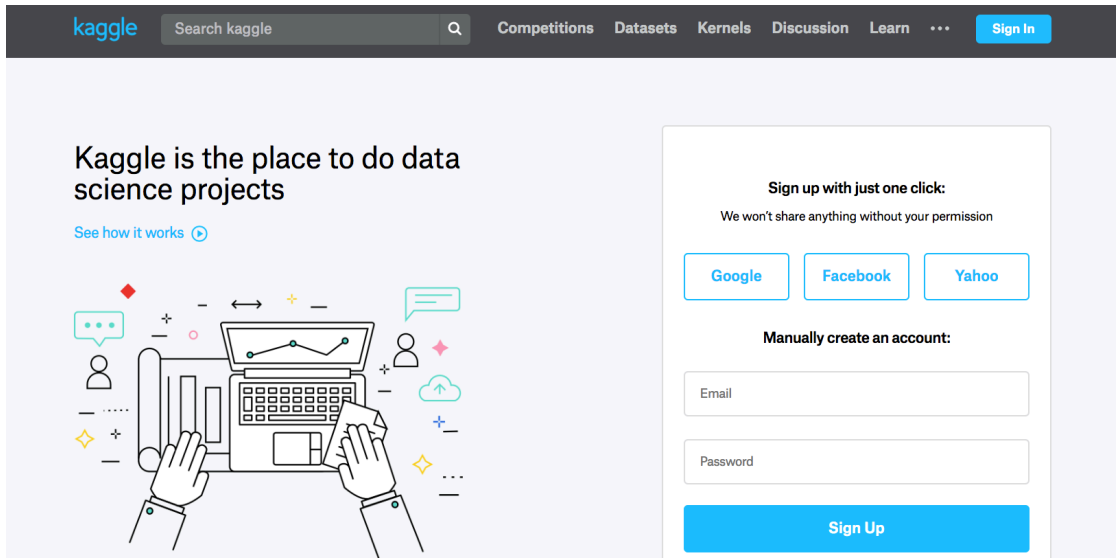 kaggle
Search kaggle
Competitions
Datasets
Kernels
Discussion
Learn
Sign In
Kaggle is the place to do data
science projects
See how it works
Sign up with just one click:
We won't share anything without your permission
Google
Facebook
Yahoo
Manually create an account:
Email
Password
Sign Up